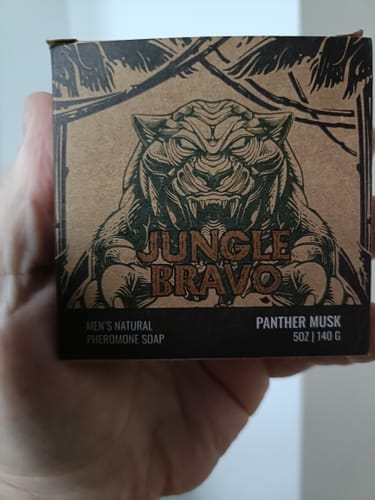 JUNGLE
BRAVO
MEN'S NATURAL
PHEROMONE SOAP
PANTHER MUSK
5OZ | 140 G